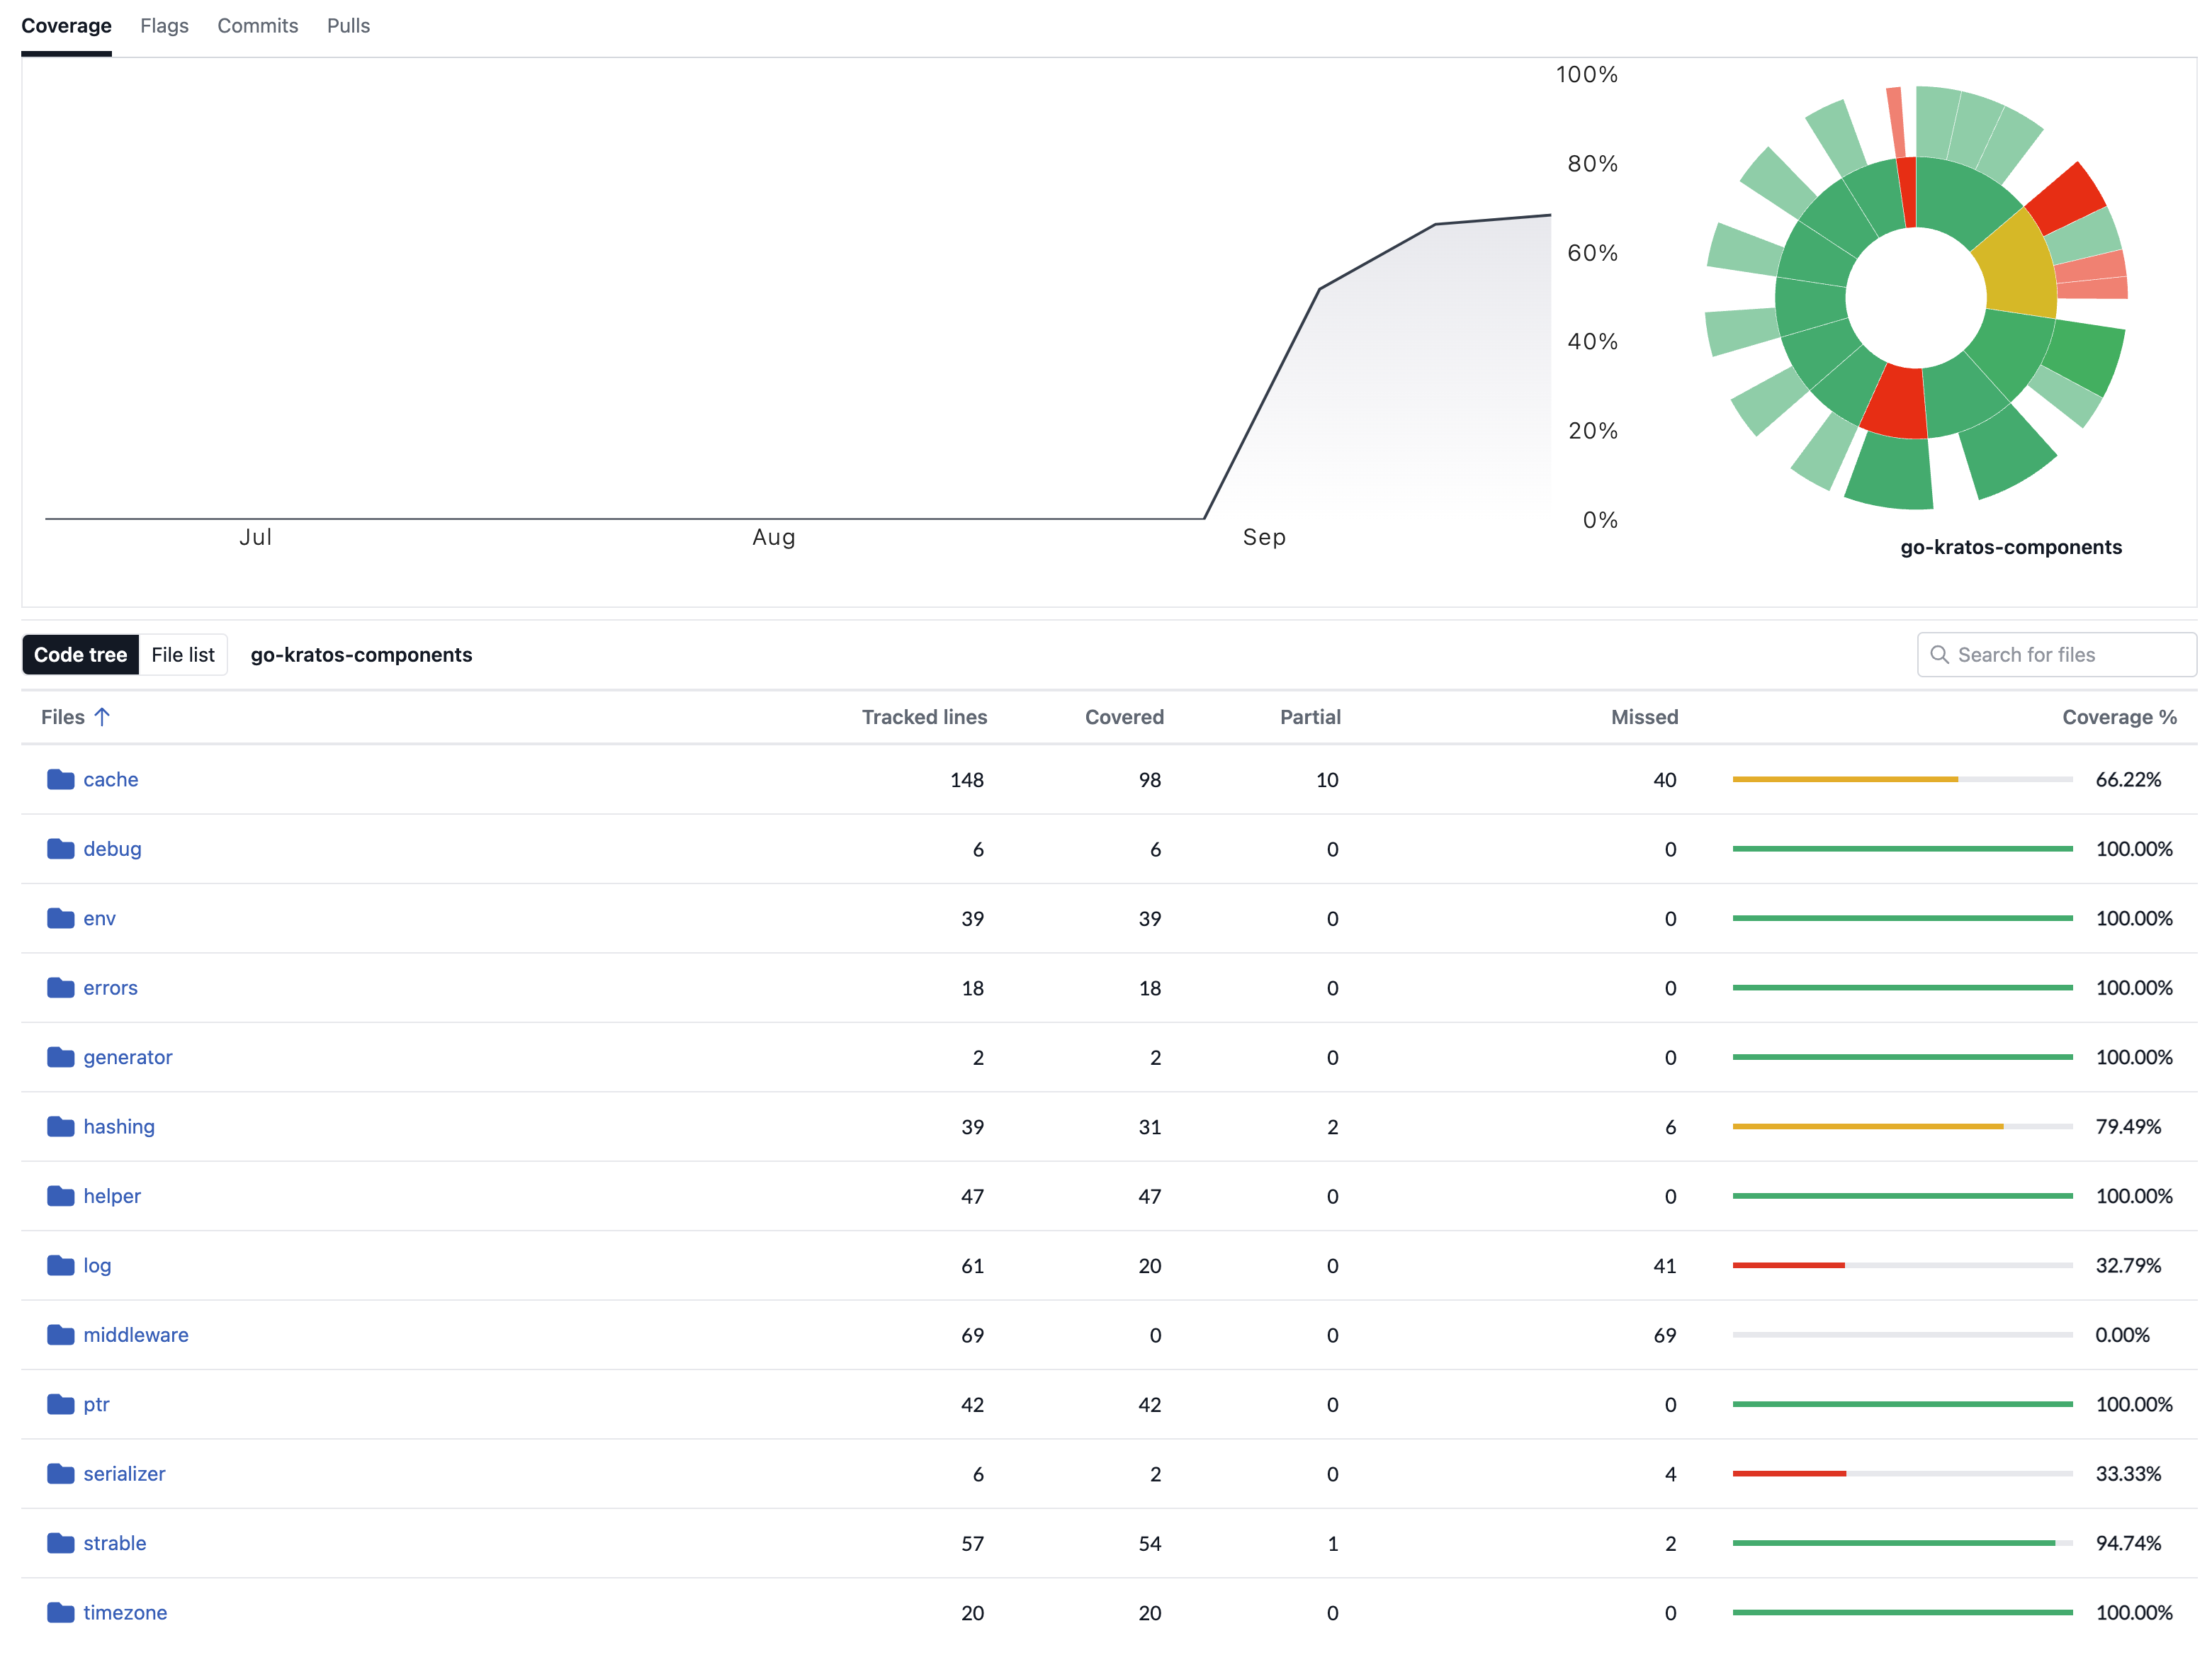 Coverage Flags Commits Pulls
100%
80%
60%
40%
20%
0%
Jul Aug Sep
go-kratos-components
Code tree File list go-kratos-components Search for files
Files Tracked lines Covered Partial Missed Coverage %
cache 148 98 10 40 66.22%
debug 6 6 0 0 100.00%
env 39 39 0 0 100.00%
errors 18 18 0 0 100.00%
generator 2 2 0 0 100.00%
hashing 39 31 2 6 79.49%
helper 47 47 0 0 100.00%
log 61 20 0 41 32.79%
middleware 69 0 0 69 0.00%
ptr 42 42 0 0 100.00%
serializer 6 2 0 4 33.33%
strable 57 54 1 2 94.74%
timezone 20 20 0 0 100.00%